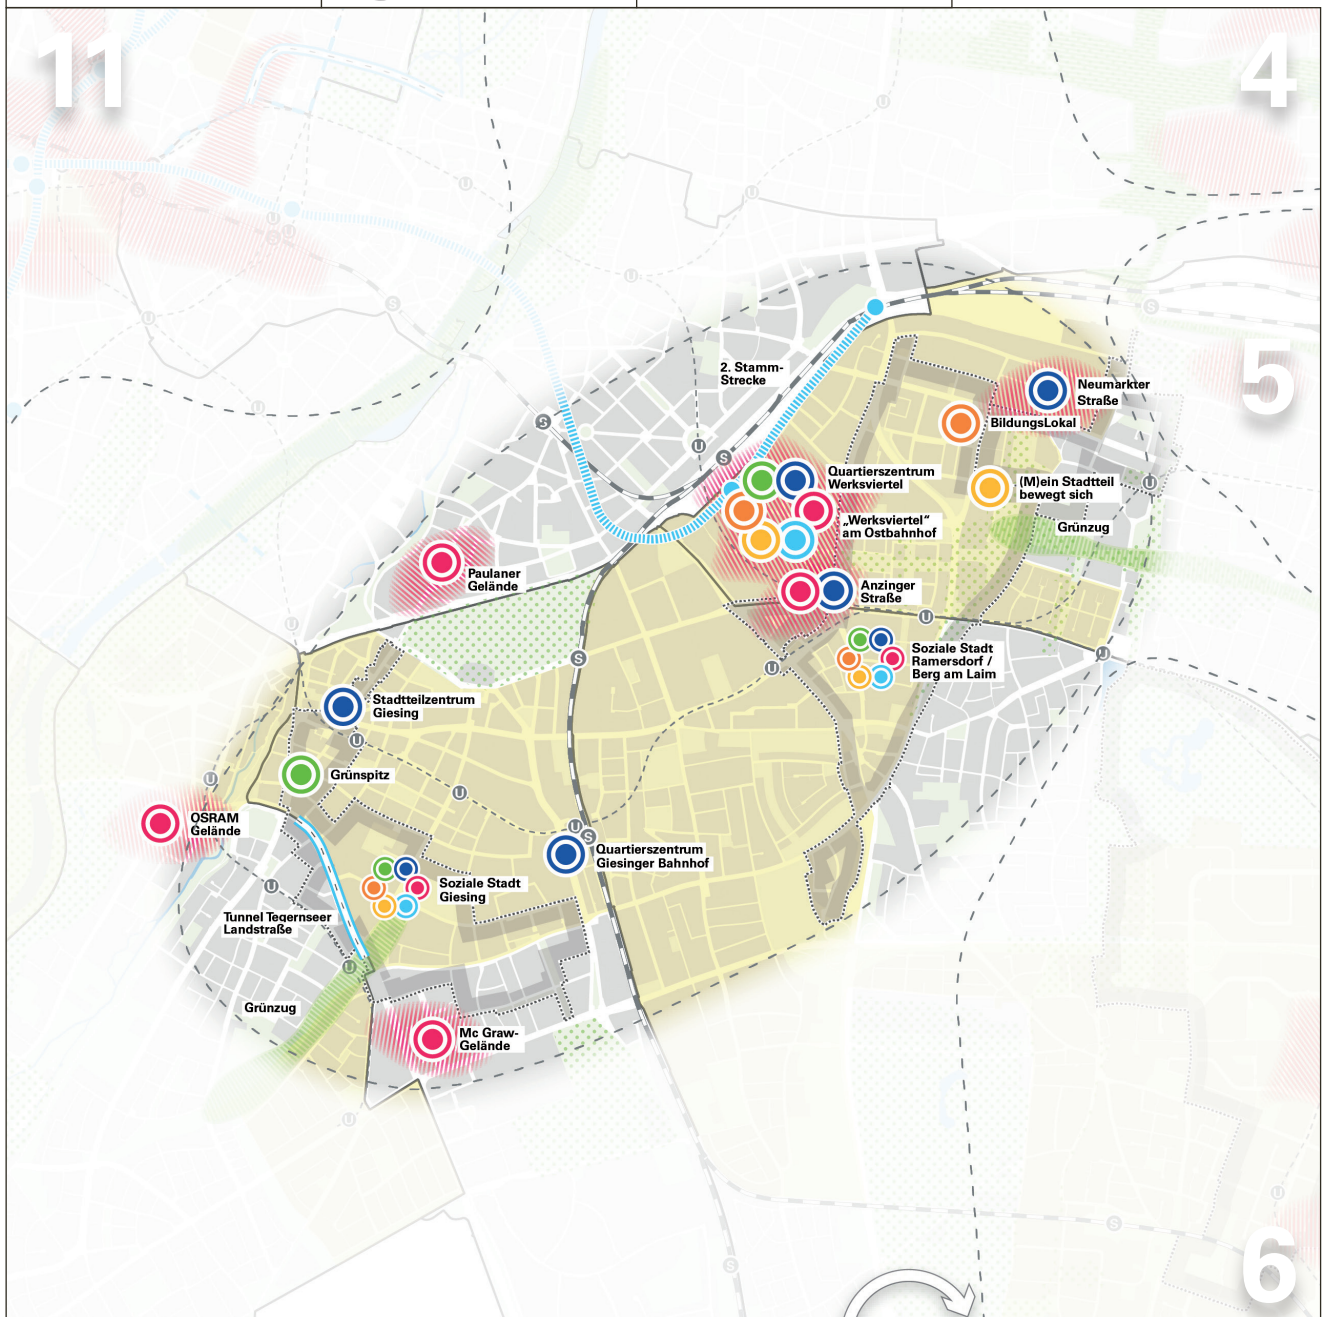 11
4
5
2. Stamm-
Strecke
Neumarkter
Straße
BildungsLokal
Quartierszentrum
Werksviertel
(M)ein Stadtteil
bewegt sich
„Werksviertel“
am Ostbahnhof
Grünzug
Paulaner
Gelände
Anzinger
Straße
Soziale Stadt
Ramersdorf /
Berg am Laim
Stadtteilzentrum
Giesing
Grünspitz
OSRAM
Gelände
Quartierszentrum
Giesinger Bahnhof
Soziale Stadt
Giesing
Tunnel Tegernseer
Landstraße
Grünzug
Mc Graw-
Gelände
6